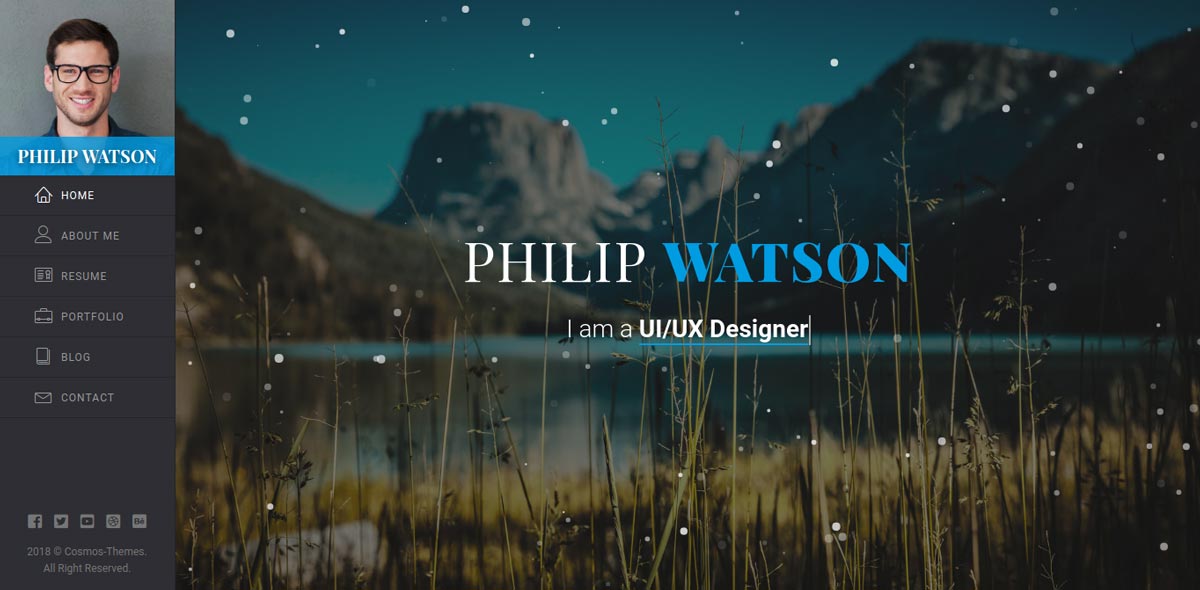 PHILIP WATSON
HOME
ABOUT ME
RESUME
PORTFOLIO
BLOG
CONTACT
2018 © Cosmos-Themes.
All Right Reserved.
PHILIP WATSON
I am a UI/UX Designer